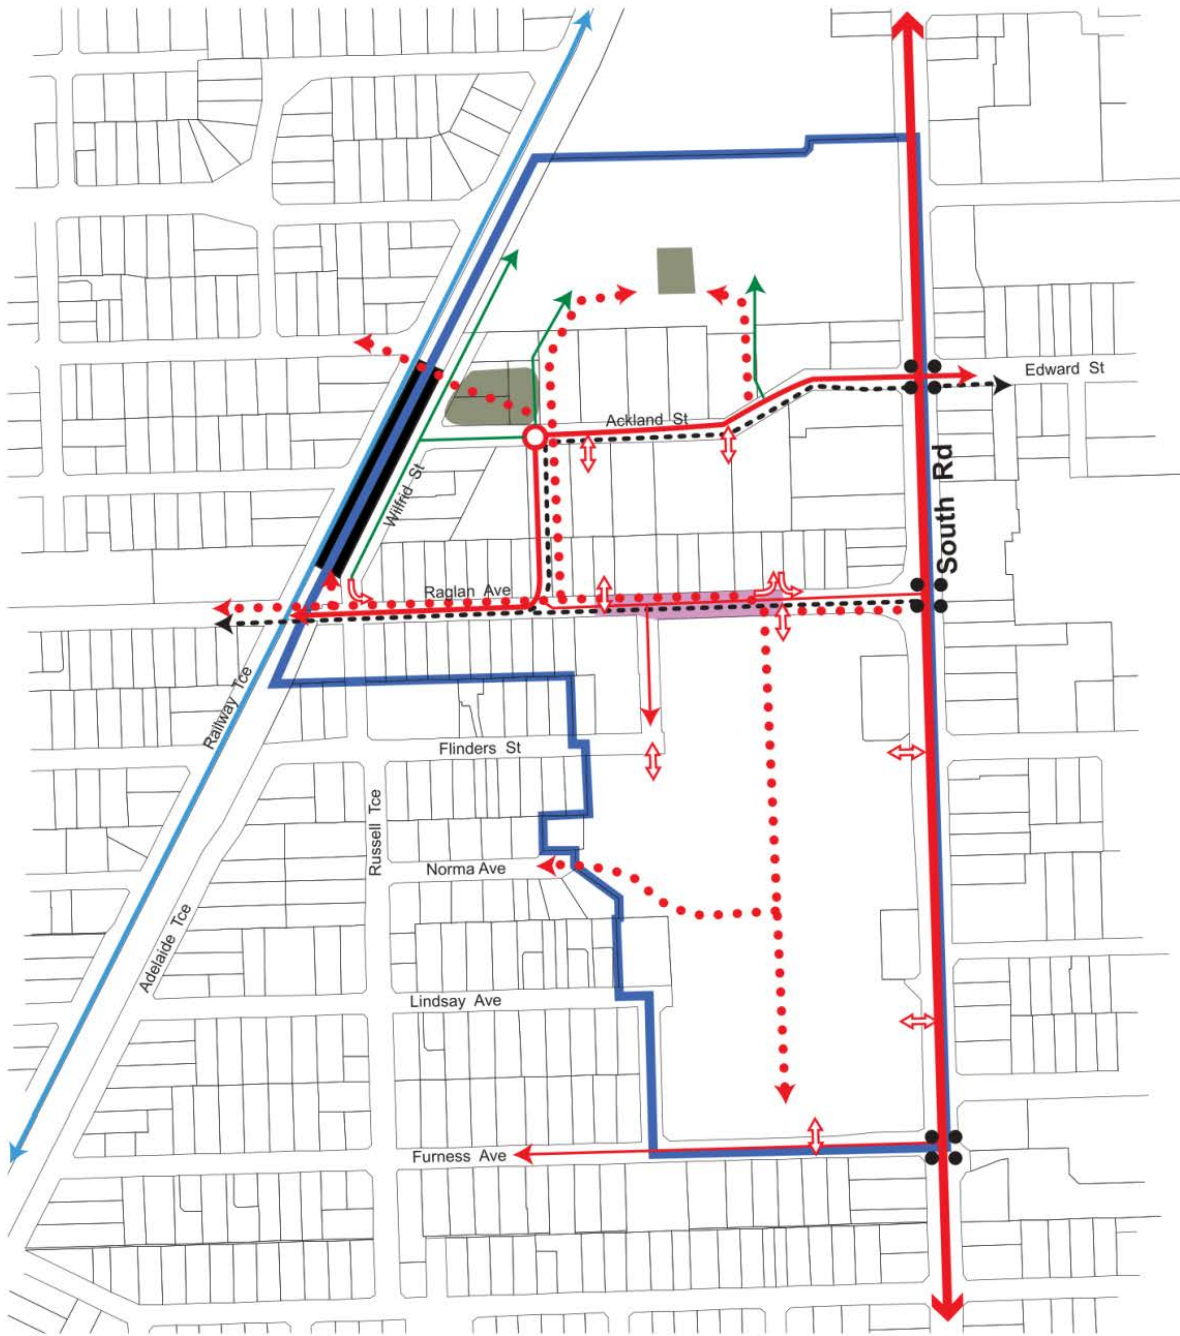 Edward St
Ackland St
South Rd
Wilfrid St
Raglan Ave
Railway Tce
Flinders St
Russell Tce
Norma Ave
Adelaide Tce
Lindsay Ave
Furness Ave